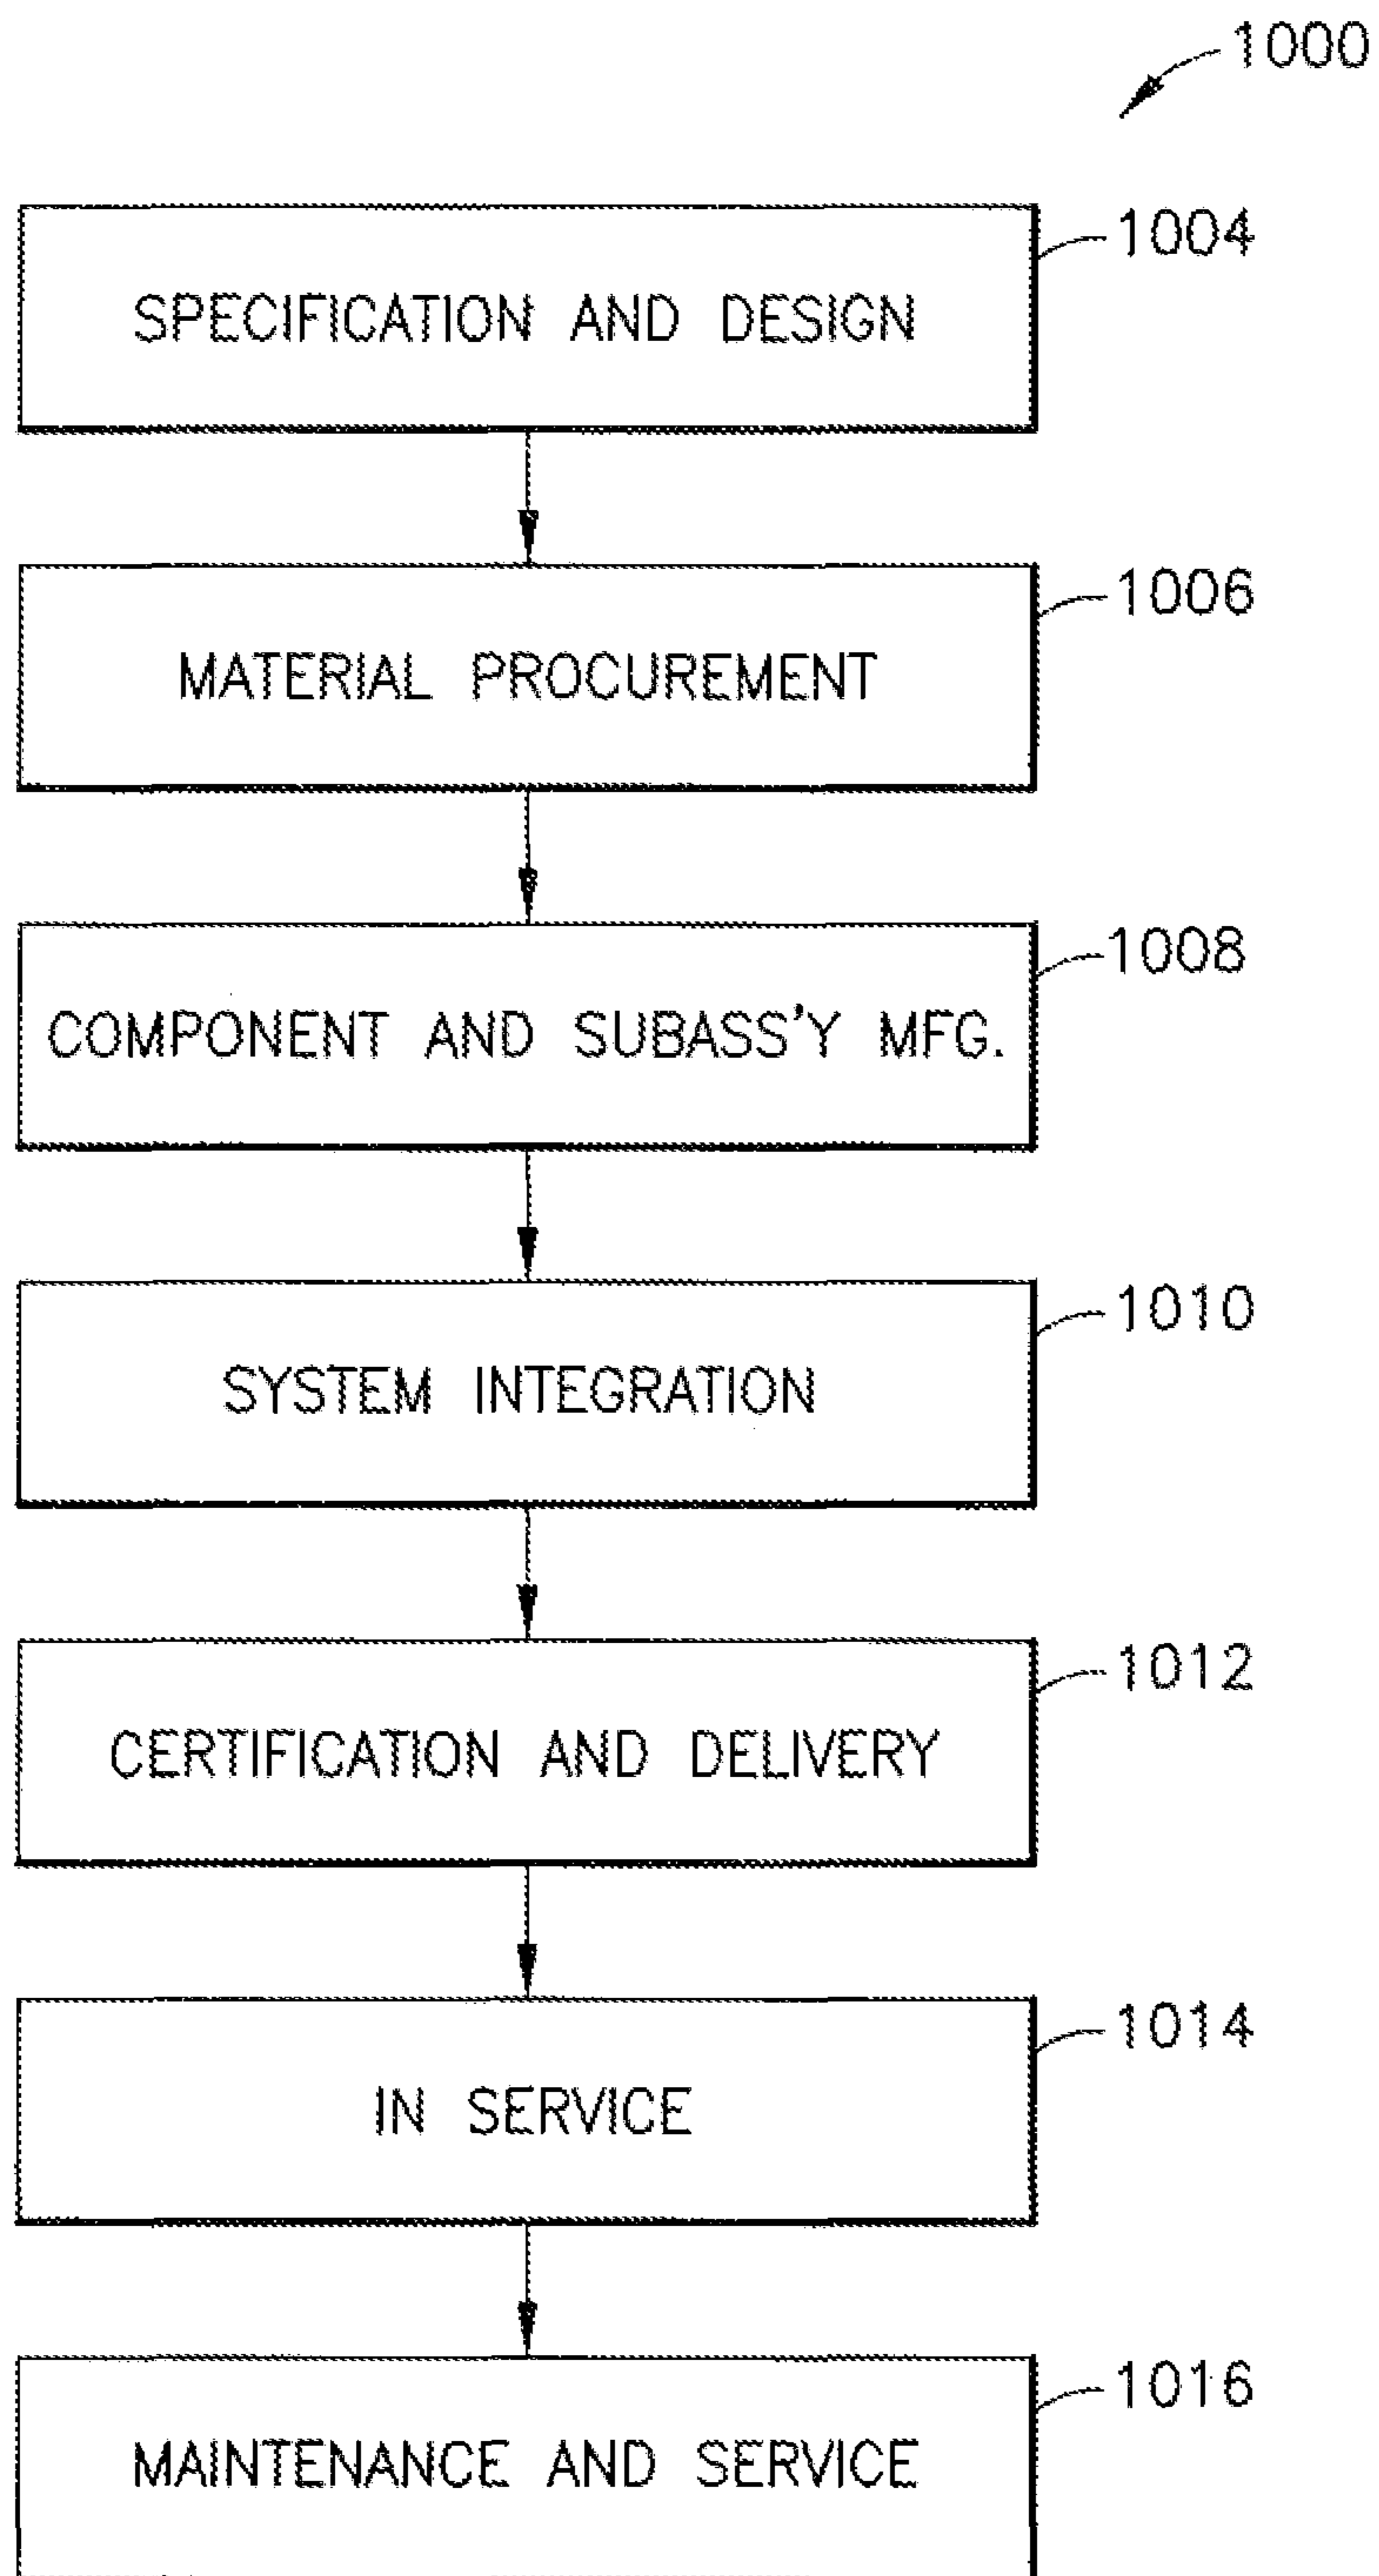 1000
1004
SPECIFICATION AND DESIGN
1006
MATERIAL PROCUREMENT
1008
COMPONENT AND SUBASS'Y MFG.
1010
SYSTEM INTEGRATION
1012
CERTIFICATION AND DELIVERY
1014
IN SERVICE
1016
MAINTENANCE AND SERVICE